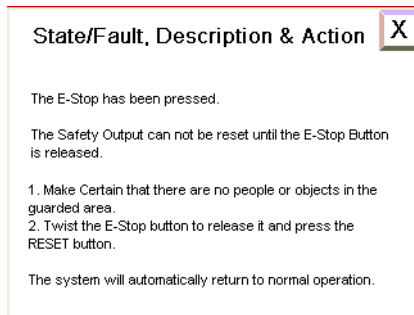 State/Fault, Description & Action
X
The E-Stop has been pressed.
The Safety Output can not be reset until the E-Stop Button
is released.
1. Make Certain that there are no people or objects in the
guarded area.
2. Twist the E-Stop button to release it and press the
RESET button.
The system will automatically return to normal operation.